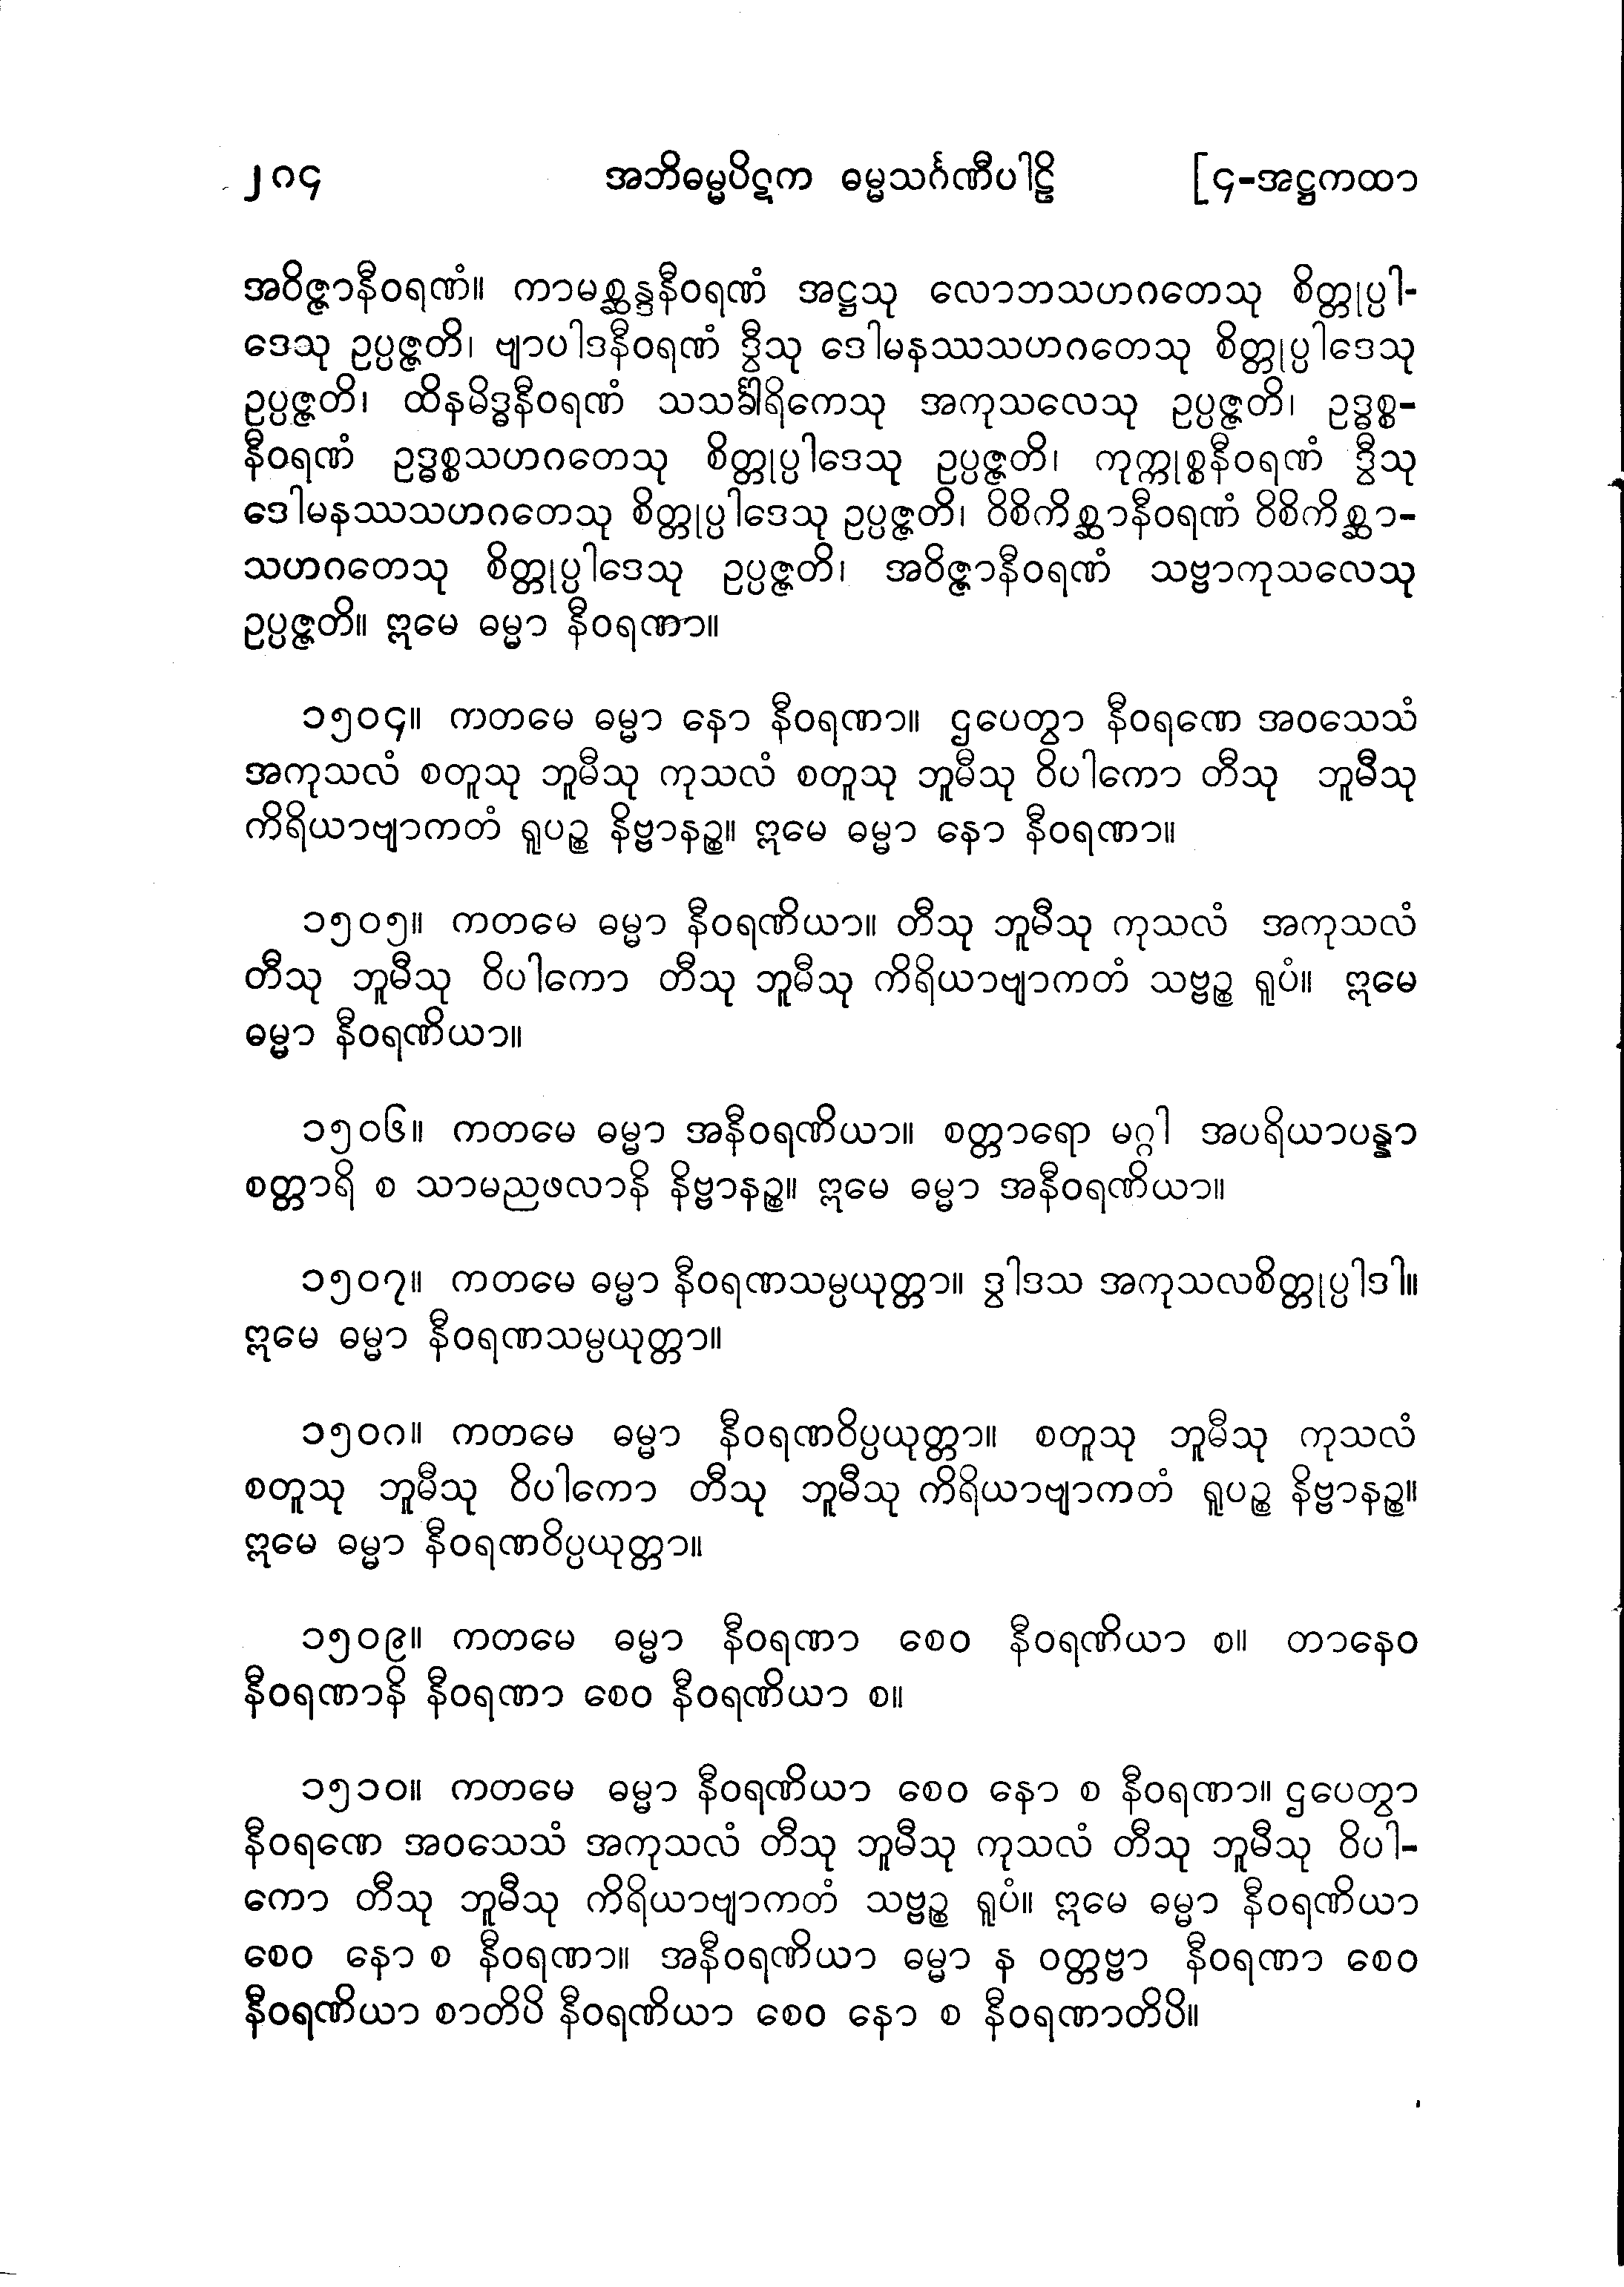 ၂၈၄ အဘိဓမ္မပိဋက ဓမ္မသင်္ဂဏီပါဠိ [၄-အဋ္ဌကထာ
အဝိဇ္ဇာနီဝရဏံ။ ကာမစ္ဆန္ဒနီဝရဏံ အဋ္ဌသု လောဘသဟဂတေသု စိတ္တုပ္ပါ-
ဒေသု ဥပ္ပဇ္ဇတိ၊ ဗျာပါဒနီဝရဏံ ဒွီသု ဒေါမနဿသဟဂတေသု စိတ္တုပ္ပါဒေသု
ဥပ္ပဇ္ဇတိ၊ ထိနမိဒ္ဓနီဝရဏံ သသင်္ခါရိကေသု အကုသလေသု ဥပ္ပဇ္ဇတိ၊ ဥဒ္ဓစ္စ-
နီဝရဏံ ဥဒ္ဓစ္စသဟဂတေသု စိတ္တုပ္ပါဒေသု ဥပ္ပဇ္ဇတိ၊ ကုက္ကုစ္စနီဝရဏံ ဒွီသု
ဒေါမနဿသဟဂတေသု စိတ္တုပ္ပါဒေသု ဥပ္ပဇ္ဇတိ၊ ဝိစိကိစ္ဆာနီဝရဏံ ဝိစိကိစ္ဆာ-
သဟဂတေသု စိတ္တုပ္ပါဒေသု ဥပ္ပဇ္ဇတိ၊ အဝိဇ္ဇာနီဝရဏံ သဗ္ဗာကုသလေသု
ဥပ္ပဇ္ဇတိ။ ဣမေ ဓမ္မာ နီဝရဏာ။
၁၅၀၄။ ကတမေ ဓမ္မာ နော နီဝရဏာ။ ဌပေတွာ နီဝရဏေ အဝသေသံ
အကုသလံ စတူသု ဘူမီသု ကုသလံ စတူသု ဘူမီသု ဝိပါကော တီသု ဘူမီသု
ကိရိယာဗျာကတံ ရူပဉ္စ နိဗ္ဗာနဉ္စ။ ဣမေ ဓမ္မာ နော နီဝရဏာ။
၁၅၀၅။ ကတမေ ဓမ္မာ နီဝရဏိယာ။ တီသု ဘူမီသု ကုသလံ အကုသလံ
တီသု ဘူမီသု ဝိပါကော တီသု ဘူမီသု ကိရိယာဗျာကတံ သဗ္ဗဉ္စ ရူပံ။ ဣမေ
ဓမ္မာ နီဝရဏိယာ။
၁၅၀၆။ ကတမေ ဓမ္မာ အနီဝရဏိယာ။ စတ္တာရော မဂ္ဂါ အပရိယာပန္နာ
စတ္တာရိ စ သာမညဖလာနိ နိဗ္ဗာနဉ္စ။ ဣမေ ဓမ္မာ အနီဝရဏိယာ။
၁၅၀၇။ ကတမေ ဓမ္မာ နီဝရဏသမ္ပယုတ္တာ။ ဒွါဒသ အကုသလစိတ္တုပ္ပါဒါ။
ဣမေ ဓမ္မာ နီဝရဏသမ္ပယုတ္တာ။
၁၅၀၈။ ကတမေ ဓမ္မာ နီဝရဏဝိပ္ပယုတ္တာ။ စတူသု ဘူမီသု ကုသလံ
စတူသု ဘူမီသု ဝိပါကော တီသု ဘူမီသု ကိရိယာဗျာကတံ ရူပဉ္စ နိဗ္ဗာနဉ္စ။
ဣမေ ဓမ္မာ နီဝရဏဝိပ္ပယုတ္တာ။
၁၅၀၉။ ကတမေ ဓမ္မာ နီဝရဏာ စေဝ နီဝရဏိယာ စ။ တာနေဝ
နီဝရဏာနိ နီဝရဏာ စေဝ နီဝရဏိယာ စ။
၁၅၁၀။ ကတမေ ဓမ္မာ နီဝရဏိယာ စေဝ နော စ နီဝရဏာ။ ဌပေတွာ
နီဝရဏေ အဝသေသံ အကုသလံ တီသု ဘူမီသု ကုသလံ တီသု ဘူမီသု ဝိပါ-
ကော တီသု ဘူမီသု ကိရိယာဗျာကတံ သဗ္ဗဉ္စ ရူပံ။ ဣမေ ဓမ္မာ နီဝရဏိယာ
စေဝ နော စ နီဝရဏာ။ အနီဝရဏိယာ ဓမ္မာ န ဝတ္တဗ္ဗာ နီဝရဏာ စေဝ
နီဝရဏိယာ စာတိပိ နီဝရဏိယာ စေဝ နော စ နီဝရဏာတိပိ။